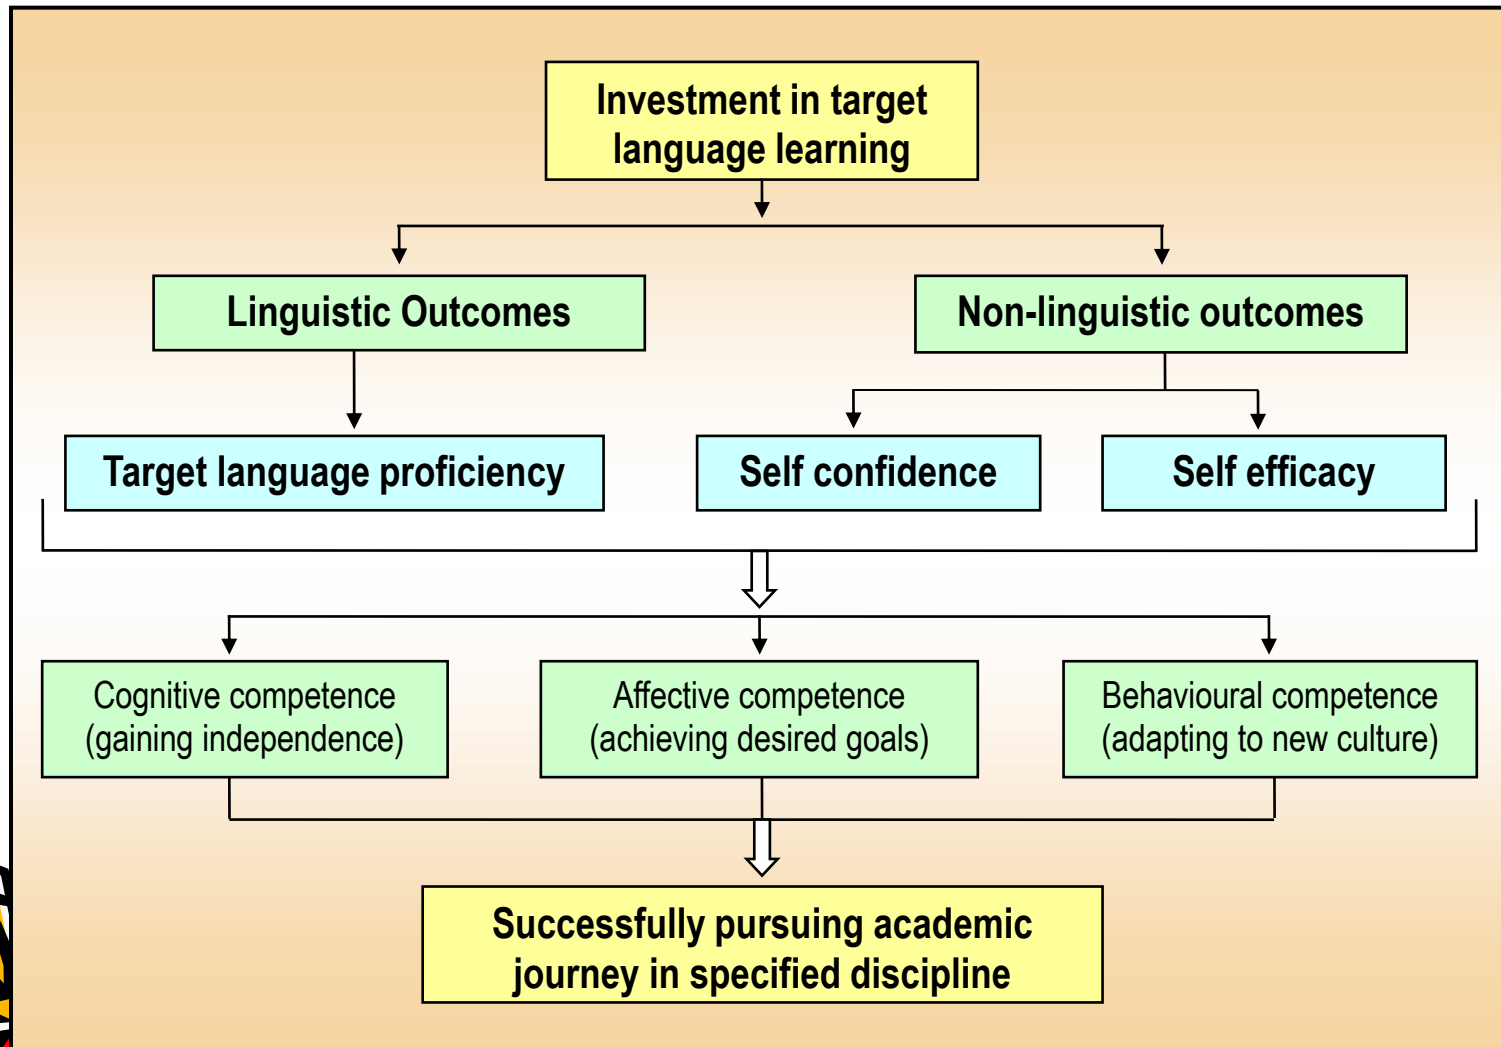 Investment in target
language learning
Linguistic Outcomes
Non-linguistic outcomes
Target language proficiency
Self confidence
Self efficacy
Cognitive competence
(gaining independence)
Affective competence
(achieving desired goals)
Behavioural competence
(adapting to new culture)
Successfully pursuing academic
journey in specified discipline